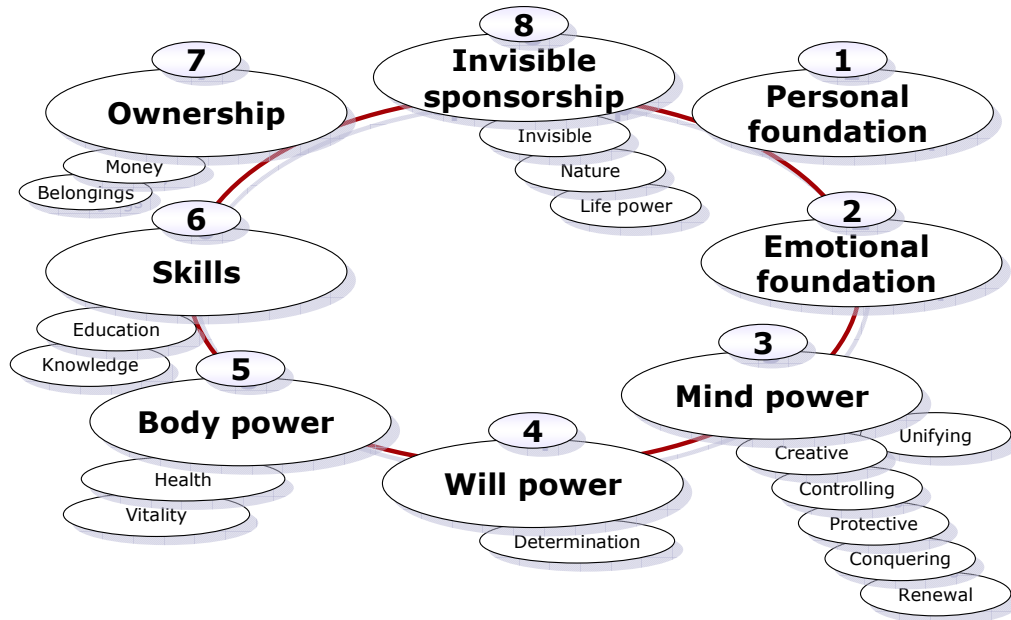 8
Invisible
sponsorship
Invisible
Nature
Life power
1
Personal
foundation
2
Emotional
foundation
3
Mind power
Unifying
Creative
Controlling
Protective
Conquering
Renewal
4
Will power
Determination
5
Body power
Health
Vitality
6
Skills
Education
Knowledge
7
Ownership
Money
Belongings